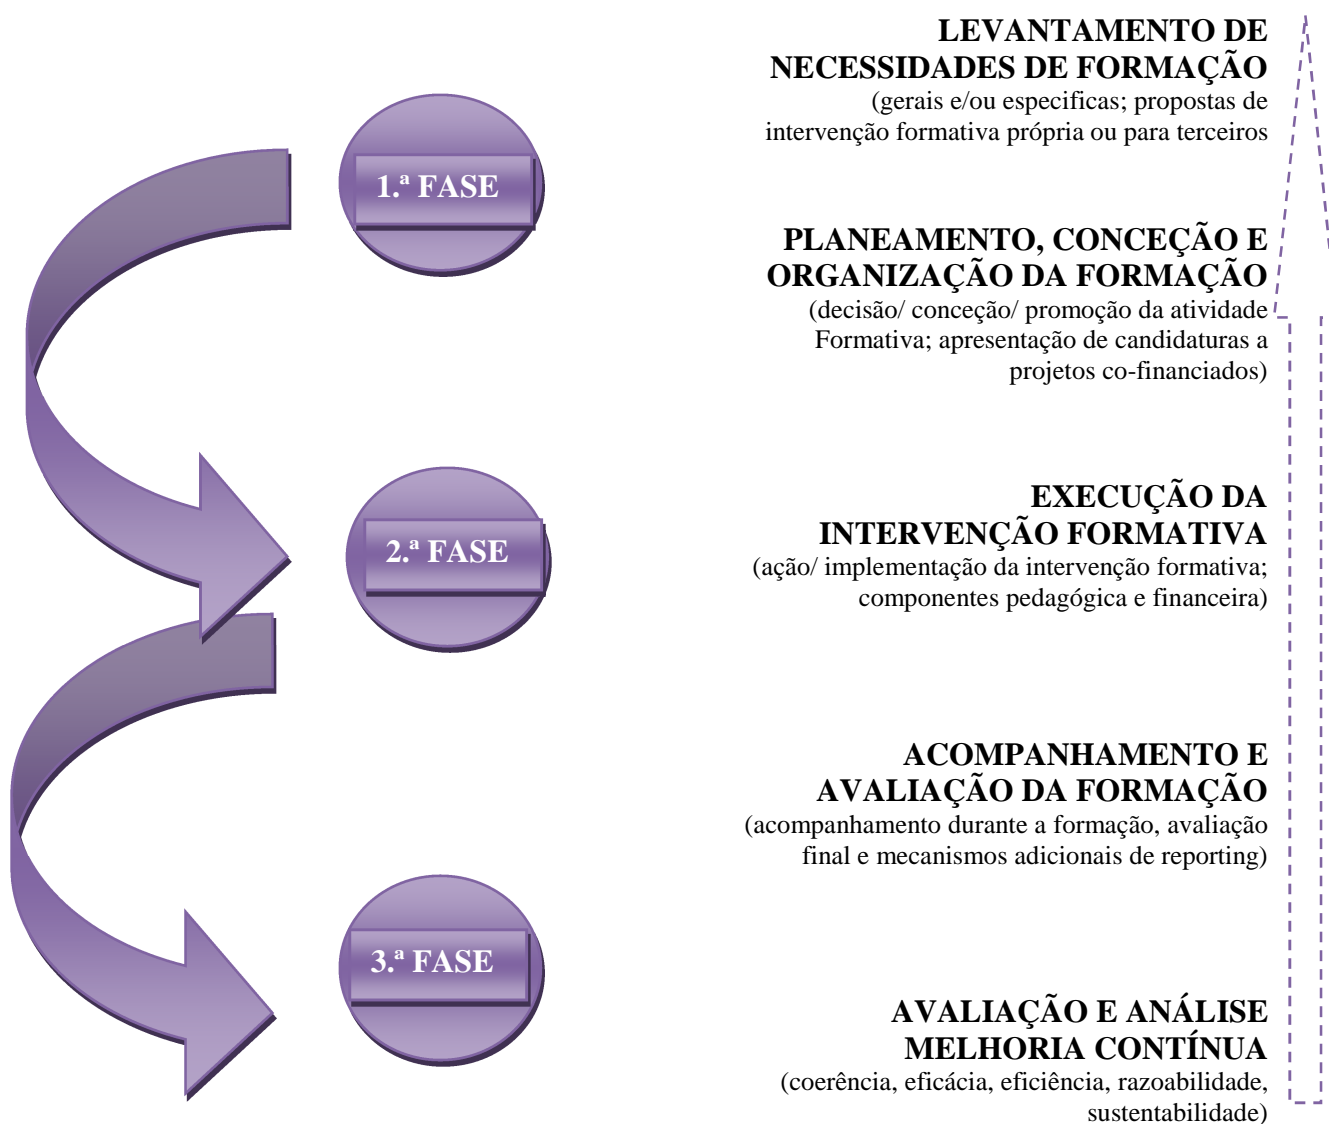 LEVANTAMENTO DE
NECESSIDADES DE FORMAÇÃO
(gerais e/ou especificas; propostas de
intervenção formativa própria ou para terceiros
1.ª FASE
PLANEAMENTO, CONCEÇÃO E
ORGANIZAÇÃO DA FORMAÇÃO
(decisão/ conceção/ promoção da atividade
Formativa; apresentação de candidaturas a
projetos co-financiados)
2.ª FASE
EXECUÇÃO DA
INTERVENÇÃO FORMATIVA
(ação/ implementação da intervenção formativa;
componentes pedagógica e financeira)
ACOMPANHAMENTO E
AVALIAÇÃO DA FORMAÇÃO
(acompanhamento durante a formação, avaliação
final e mecanismos adicionais de reporting)
3.ª FASE
AVALIAÇÃO E ANÁLISE
MELHORIA CONTÍNUA
(coerência, eficácia, eficiência, razoabilidade,
sustentabilidade)